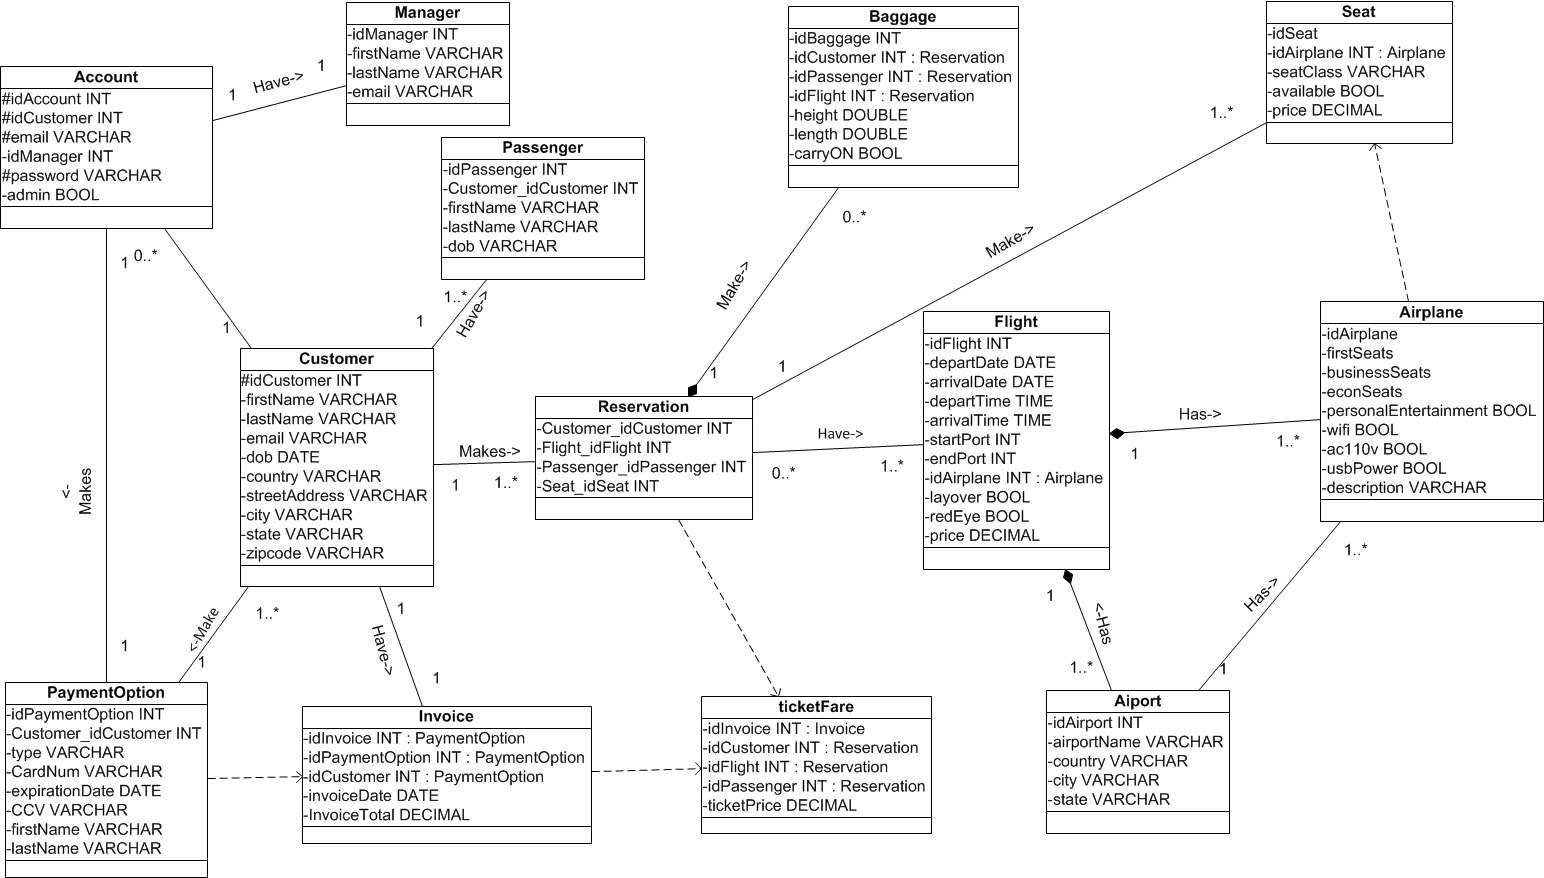 Manager
-idManager INT
-firstName VARCHAR
-lastName VARCHAR
-email VARCHAR
Baggage
-idBaggage INT
-idCustomer INT : Reservation
-idPassenger INT : Reservation
-idFlight INT : Reservation
-height DOUBLE
-length DOUBLE
-carryON BOOL
Seat
-idSeat
-idAirplane INT : Airplane
-seatClass VARCHAR
-available BOOL
-price DECIMAL
Account
#idAccount INT
#idCustomer INT
#email VARCHAR
-idManager INT
#password VARCHAR
-admin BOOL
1
Have->
1
Passenger
-idPassenger INT
-Customer_idCustomer INT
-firstName VARCHAR
-lastName VARCHAR
-dob VARCHAR
1..*
0..*
Make->
1
0..*
1
1..*
Have->
1
Make->
1
1
Customer
#idCustomer INT
-firstName VARCHAR
-lastName VARCHAR
-email VARCHAR
-dob DATE
-country VARCHAR
-streetAddress VARCHAR
-city VARCHAR
-state VARCHAR
-zipcode VARCHAR
Reservation
-Customer_idCustomer INT
-Flight_idFlight INT
-Passenger_idPassenger INT
-Seat_idSeat INT
Flight
-idFlight INT
-departDate DATE
-arrivalDate DATE
-departTime TIME
-arrivalTime TIME
-startPort INT
-endPort INT
-idAirplane INT : Airplane
-layover BOOL
-redEye BOOL
-price DECIMAL
Airplane
-idAirplane
-firstSeats
-businessSeats
-econSeats
-personalEntertainment BOOL
-wifi BOOL
-ac110v BOOL
-usbPower BOOL
-description VARCHAR
Makes->
1
1..*
Have->
0..*
1..*
Has->
1
1..*
<-
Makes
1
1..*
<-Make
1
1
Have->
1
1
<-Has
1..*
1..*
Has->
1
PaymentOption
-idPaymentOption INT
-Customer_idCustomer INT
-type VARCHAR
-CardNum VARCHAR
-expirationDate DATE
-CCV VARCHAR
-firstName VARCHAR
-lastName VARCHAR
Invoice
-idInvoice INT : PaymentOption
-idPaymentOption INT : PaymentOption
-idCustomer INT : PaymentOption
-invoiceDate DATE
-InvoiceTotal DECIMAL
ticketFare
-idInvoice INT : Invoice
-idCustomer INT : Reservation
-idFlight INT : Reservation
-idPassenger INT : Reservation
-ticketPrice DECIMAL
Aiport
-idAirport INT
-airportName VARCHAR
-country VARCHAR
-city VARCHAR
-state VARCHAR